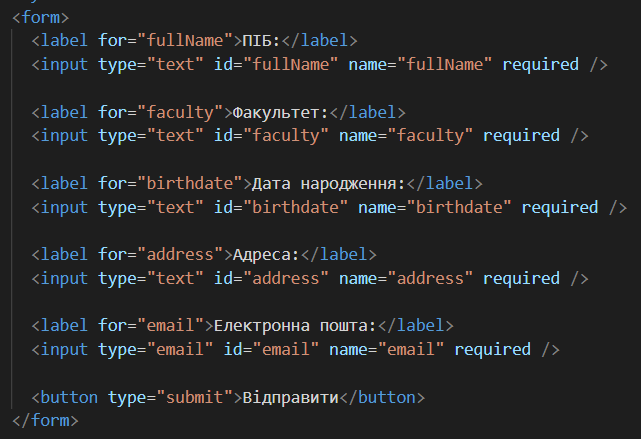 <form>
<label for="fullName">ПІБ:</label>
<input type="text" id="fullName" name="fullName" required />
<label for="faculty">Факультет:</label>
<input type="text" id="faculty" name="faculty" required />
<label for="birthdate">Дата народження:</label>
<input type="text" id="birthdate" name="birthdate" required />
<label for="address">Адреса:</label>
<input type="text" id="address" name="address" required />
<label for="email">Електронна пошта:</label>
<input type="email" id="email" name="email" required />
<button type="submit">Відправити</button>
</form>